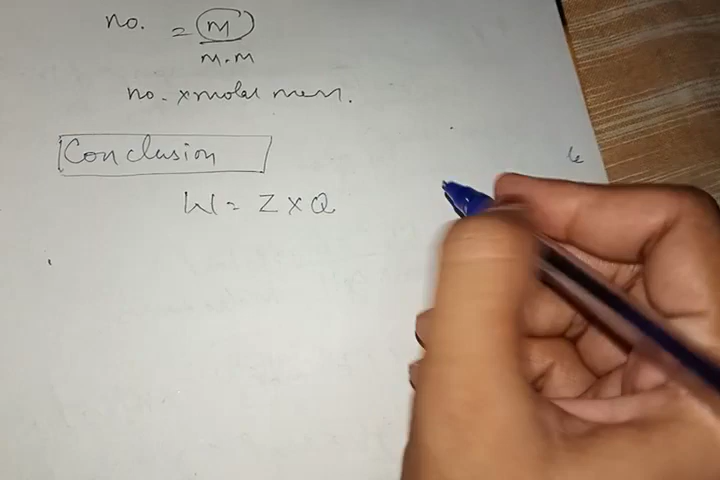 no. = m
m.m
no. x molar mass.
Conclusion
W = Z X Q